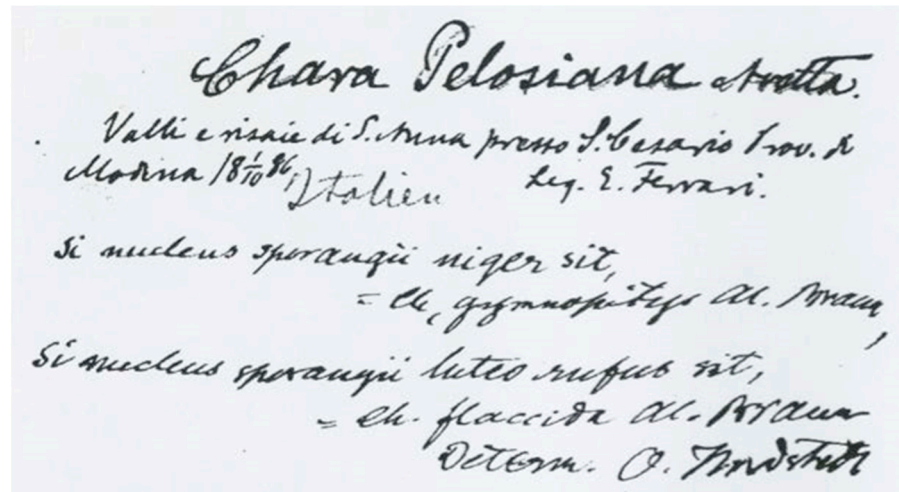 Chara Pelosiana Avetta.
Valli e risaie di S. Anna presso S. Cesario Prov. di
Modena 18 1/10 86, Italien Leg. E. Ferrari.
Si nucleus sporangii niger sit,
= Ch. gymnopitys Al. Braun,
Si nucleus sporangii luteo rufus sit,
= Ch. flaccida Al. Braun
Determ. O. Nordstedt